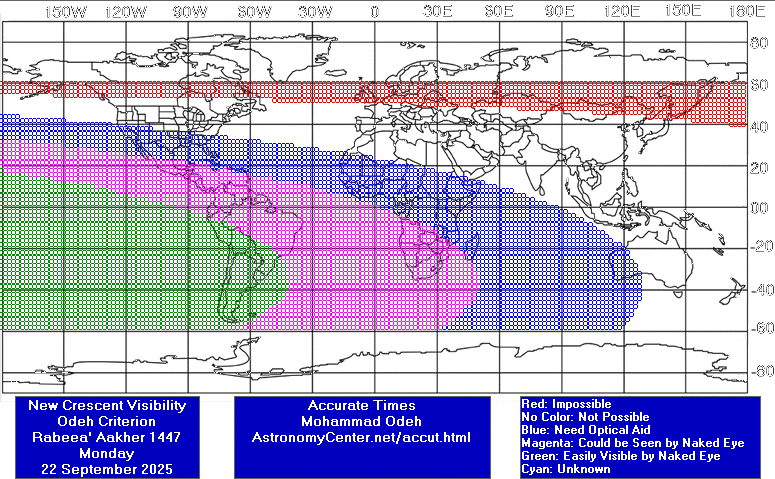 150W 120W 90W 60W 30W 0 30E 60E 90E 120E 150E 180E
80
60
40
20
00
-20
-40
-60
-80
New Crescent Visibility
Odeh Criterion
Rabeea' Aakher 1447
Monday
22 September 2025
Accurate Times
Mohammad Odeh
AstronomyCenter.net/accut.html
Red: Impossible
No Color: Not Possible
Blue: Need Optical Aid
Magenta: Could be Seen by Naked Eye
Green: Easily Visible by Naked Eye
Cyan: Unknown